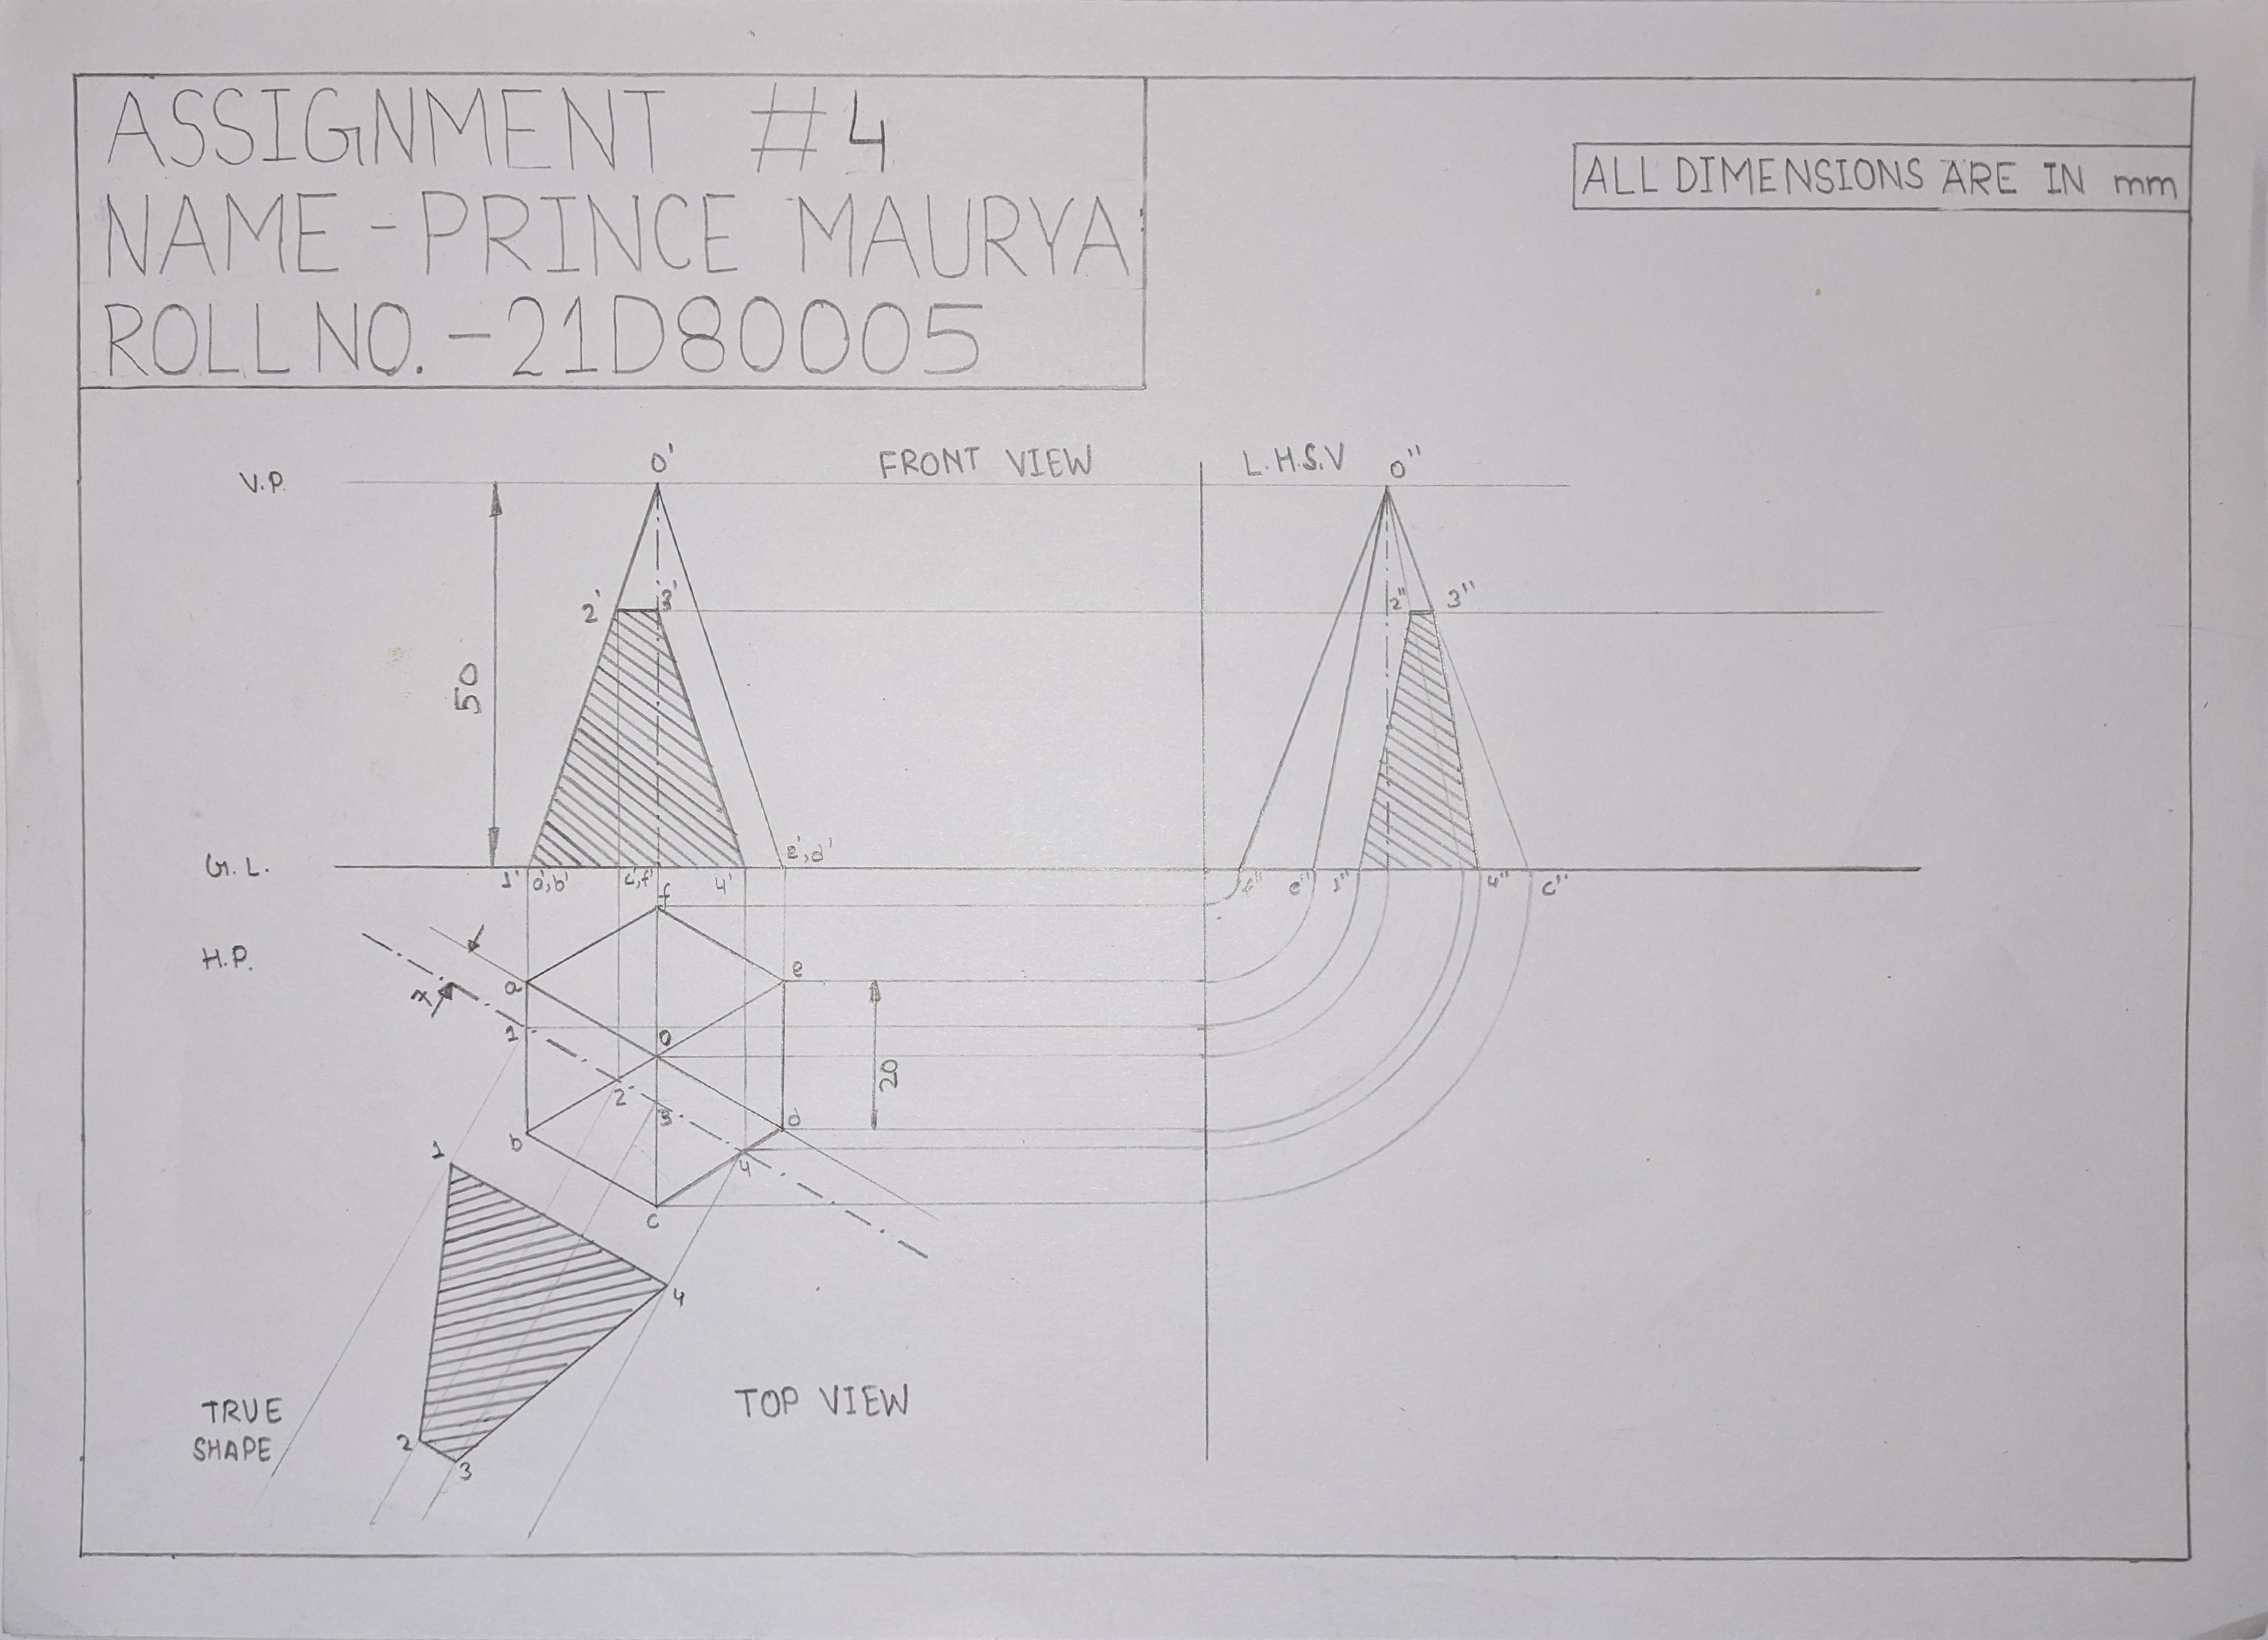 ASSIGNMENT #4
NAME - PRINCE MAURYA
ROLL NO. - 21D80005
ALL DIMENSIONS ARE IN mm
V.P.
O'
FRONT VIEW
L.H.S.V
O"
2'
3'
2"
3"
50
G.L.
1'
a',b'
c',f'
4'
e',d'
f"
e"
1"
4"
c"
f
H.P.
a
e
7
1
O
20
2
3
d
b
4
c
1
4
TRUE
SHAPE
2
3
TOP VIEW